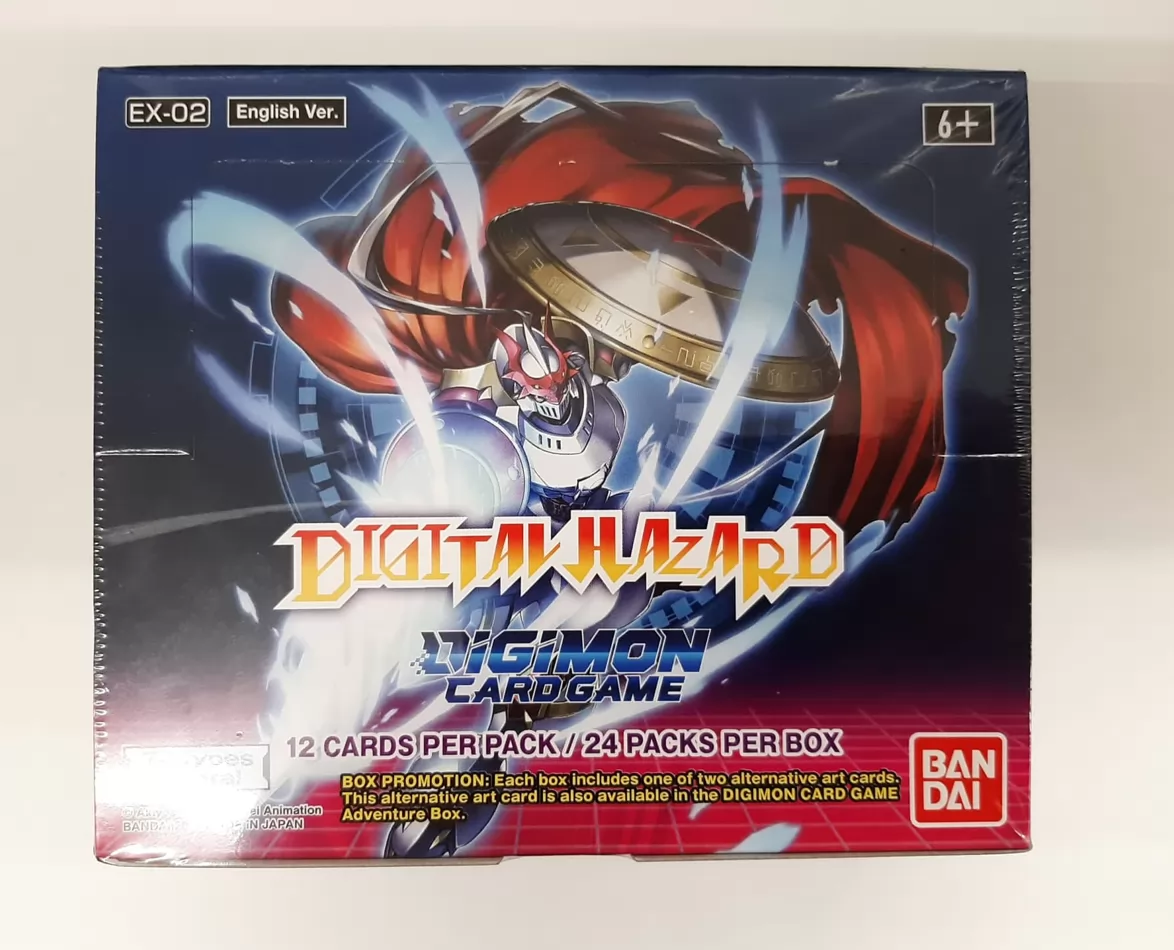 EX-02
English Ver.
6+
DIGITAL HAZARD
DIGIMON
CARD GAME
12 CARDS PER PACK / 24 PACKS PER BOX
BOX PROMOTION: Each box includes one of two alternative art cards.
This alternative art card is also available in the DIGIMON CARD GAME
Adventure Box.
Animation
IN JAPAN
BAN
DAI